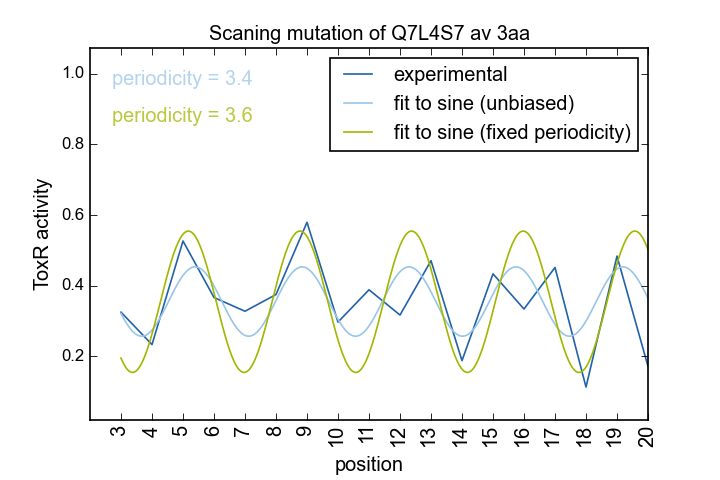 Scaning mutation of Q7L4S7 av 3aa
periodicity = 3.4
periodicity = 3.6
experimental
fit to sine (unbiased)
fit to sine (fixed periodicity)
ToxR activity
1.0
0.8
0.6
0.4
0.2
3 4 5 6 7 8 9 10 11 12 13 14 15 16 17 18 19 20
position